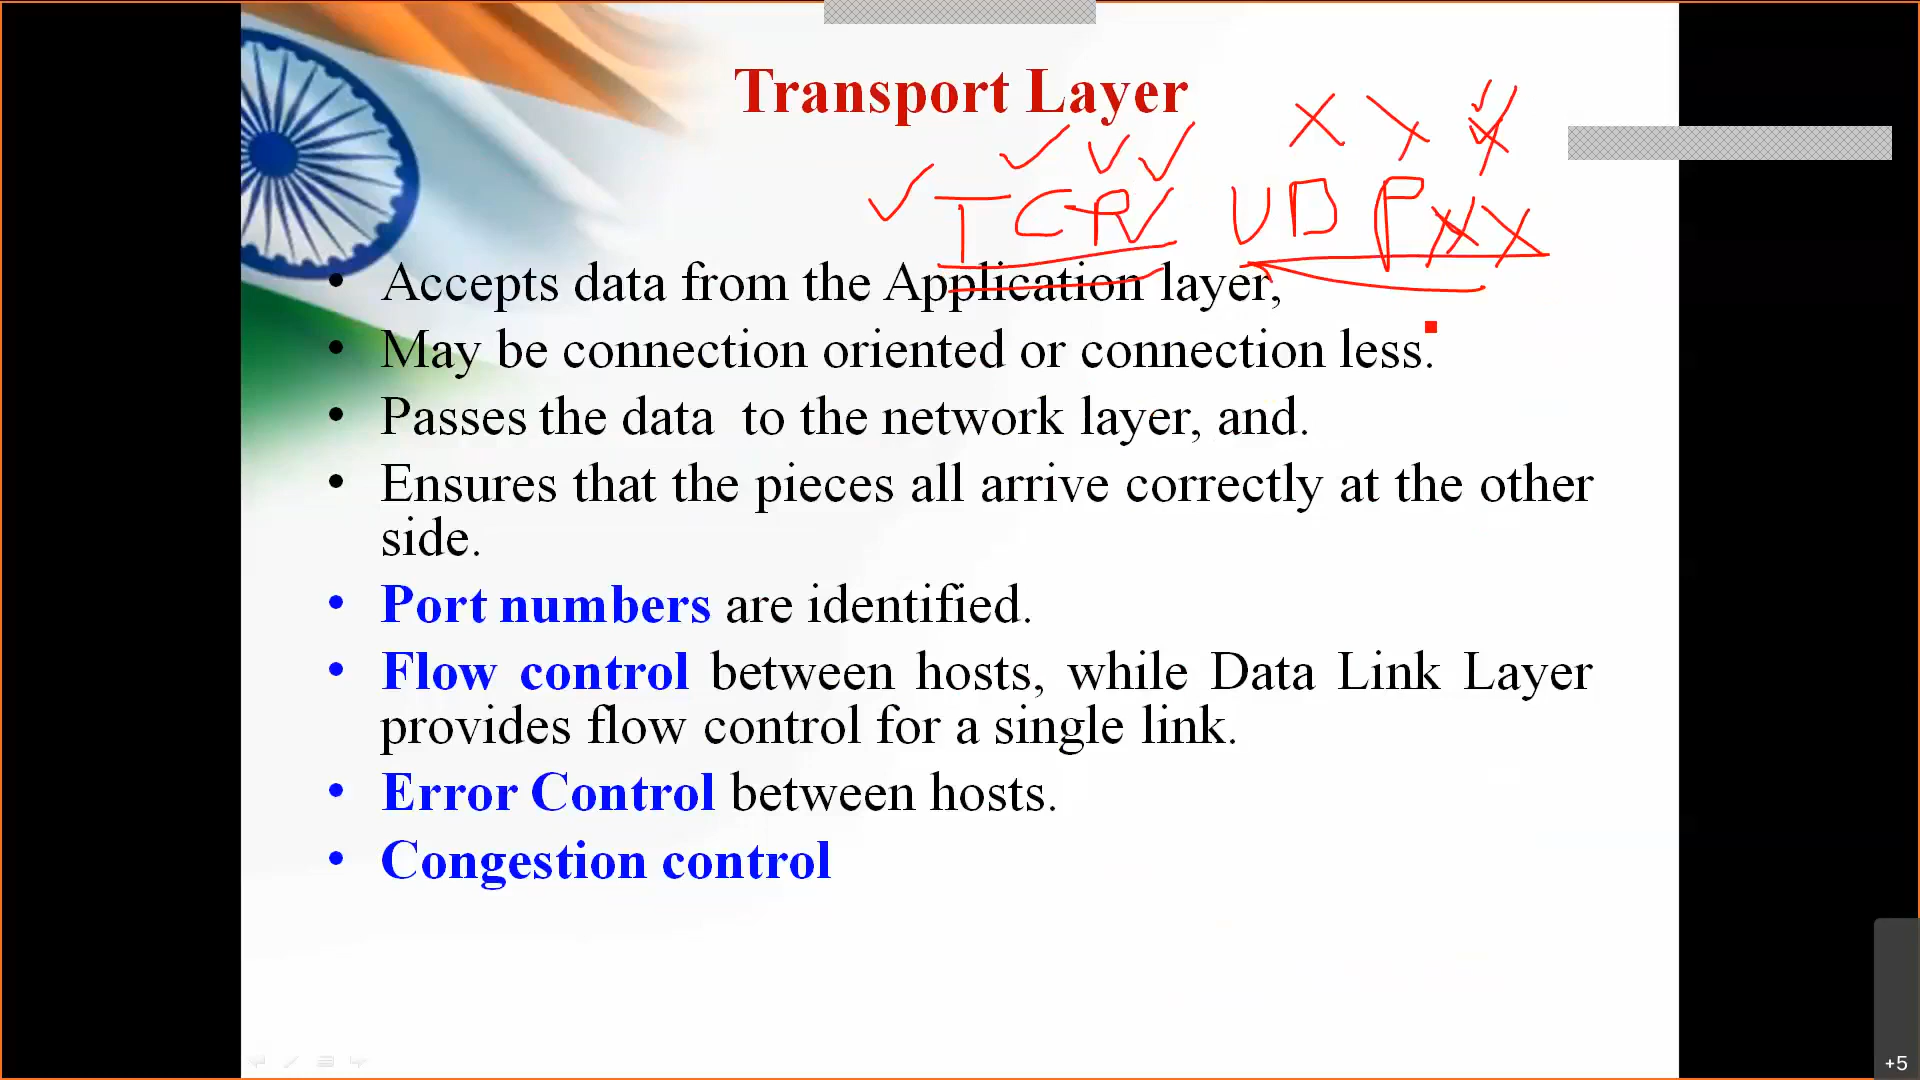 Transport Layer
TCP UDP
• Accepts data from the Application layer,
• May be connection oriented or connection less.
• Passes the data to the network layer, and.
• Ensures that the pieces all arrive correctly at the other
side.
• Port numbers are identified.
• Flow control between hosts, while Data Link Layer
provides flow control for a single link.
• Error Control between hosts.
• Congestion control
+5